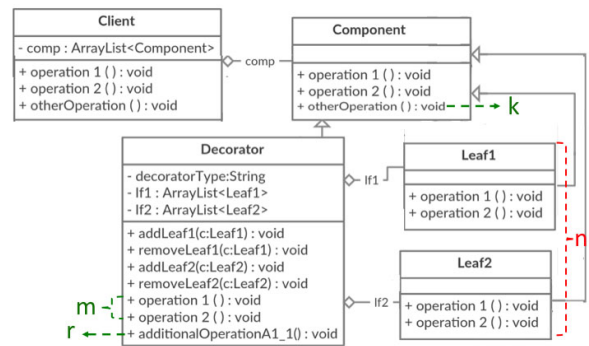 Client
- comp : ArrayList<Component>
+ operation 1 ( ) : void
+ operation 2 ( ) : void
+ otherOperation ( ) : void
comp
Component
+ operation 1 ( ) : void
+ operation 2 ( ) : void
+ otherOperation ( ) : void
k
Decorator
- decoratorType:String
- lf1 : ArrayList<Leaf1>
- lf2 : ArrayList<Leaf2>
+ addLeaf1(c:Leaf1) : void
+ removeLeaf1(c:Leaf1) : void
+ addLeaf2(c:Leaf2) : void
+ removeLeaf2(c:Leaf2) : void
+ operation 1 ( ) : void
+ operation 2 ( ) : void
+ additionalOperationA1_1() : void
m
r
lf1
Leaf1
+ operation 1 ( ) : void
+ operation 2 ( ) : void
n
lf2
Leaf2
+ operation 1 ( ) : void
+ operation 2 ( ) : void